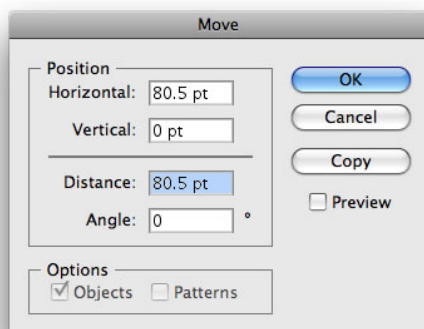 Move
Position
Horizontal: 80.5 pt
Vertical: 0 pt
Distance: 80.5 pt
Angle: 0 °
OK
Cancel
Copy
Preview
Options
Objects Patterns